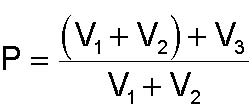 P = ((V₁ + V₂) + V₃) / (V₁ + V₂)